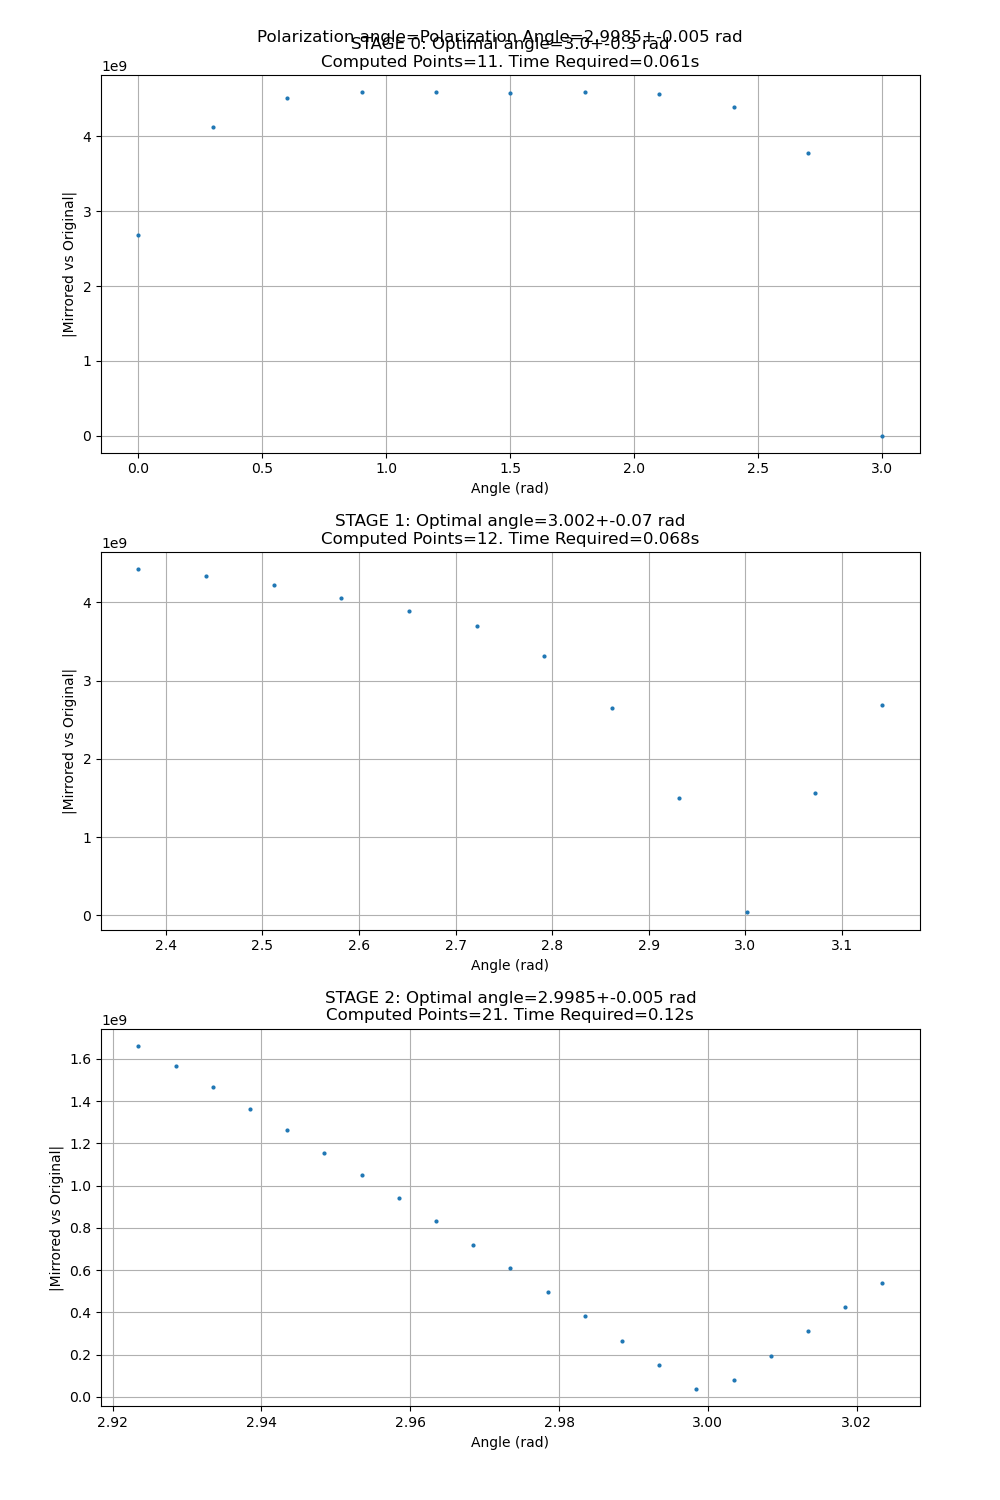 Polarization angle=Polarization Angle=2.9985+-0.005 rad
STAGE 0: Optimal angle=3.0+-0.3 rad
Computed Points=11. Time Required=0.061s
1e9
4
3
2
1
0
|Mirrored vs Original|
0.0 0.5 1.0 1.5 2.0 2.5 3.0
Angle (rad)
STAGE 1: Optimal angle=3.002+-0.07 rad
Computed Points=12. Time Required=0.068s
1e9
4
3
2
1
0
|Mirrored vs Original|
2.4 2.5 2.6 2.7 2.8 2.9 3.0 3.1
Angle (rad)
STAGE 2: Optimal angle=2.9985+-0.005 rad
Computed Points=21. Time Required=0.12s
1e9
1.6
1.4
1.2
1.0
0.8
0.6
0.4
0.2
0.0
|Mirrored vs Original|
2.92 2.94 2.96 2.98 3.00 3.02
Angle (rad)